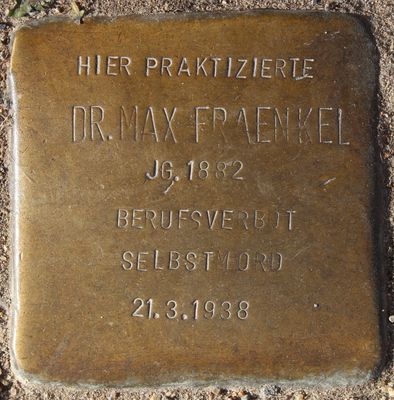 HIER PRAKTIZIERTE
DR. MAX FRAENKEL
JG. 1882
BERUFSVERBOT
SELBSTMORD
21.3.1938